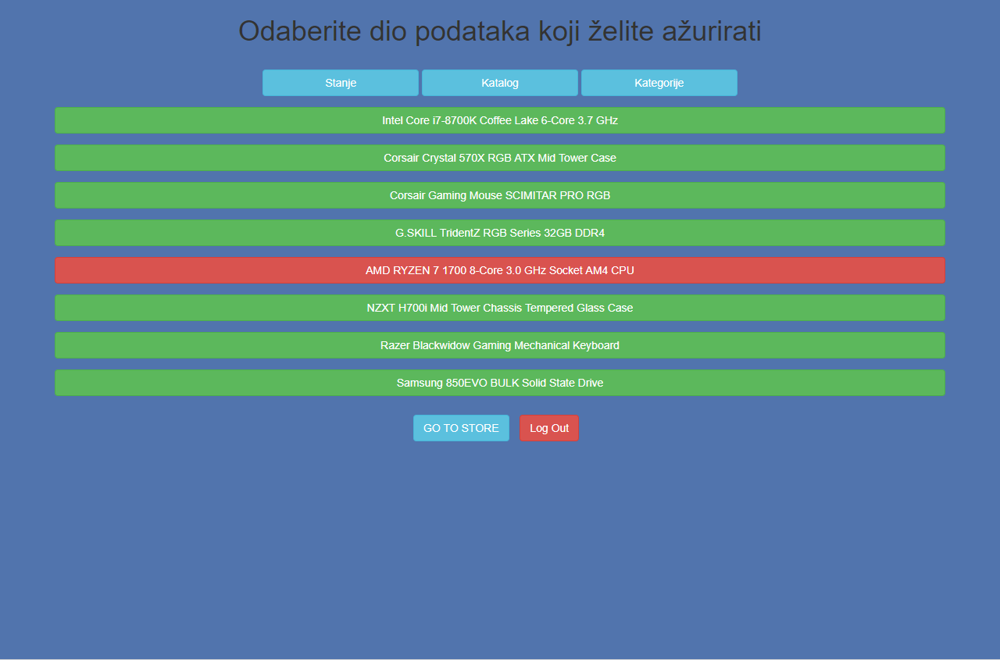 Odaberite dio podataka koji želite ažurirati
Stanje Katalog Kategorije
Intel Core i7-8700K Coffee Lake 6-Core 3.7 GHz
Corsair Crystal 570X RGB ATX Mid Tower Case
Corsair Gaming Mouse SCIMITAR PRO RGB
G.SKILL TridentZ RGB Series 32GB DDR4
AMD RYZEN 7 1700 8-Core 3.0 GHz Socket AM4 CPU
NZXT H700i Mid Tower Chassis Tempered Glass Case
Razer Blackwidow Gaming Mechanical Keyboard
Samsung 850EVO BULK Solid State Drive
GO TO STORE Log Out